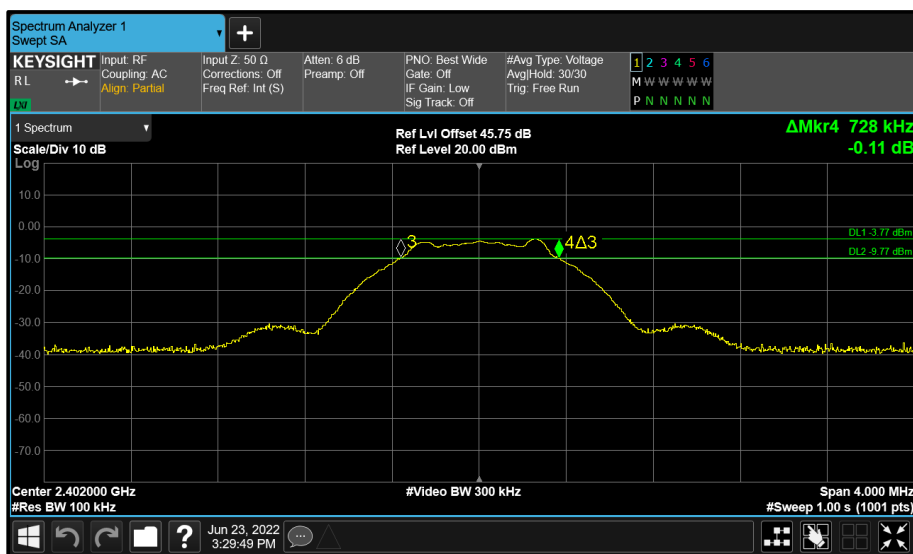 Spectrum Analyzer 1
Swept SA
KEYSIGHT
RL
LXI
Input: RF
Coupling: AC
Align: Partial
Input Z: 50 Ω
Corrections: Off
Freq Ref: Int (S)
Atten: 6 dB
Preamp: Off
PNO: Best Wide
Gate: Off
IF Gain: Low
Sig Track: Off
#Avg Type: Voltage
Avg|Hold: 30/30
Trig: Free Run
1 2 3 4 5 6
M W W W W W
P N N N N N
1 Spectrum
Scale/Div 10 dB
Ref Lvl Offset 45.75 dB
Ref Level 20.00 dBm
ΔMkr4 728 kHz
-0.11 dB
Log
10.0
0.00
-10.0
-20.0
-30.0
-40.0
-50.0
-60.0
-70.0
3
4Δ3
DL1 -3.77 dBm
DL2 -9.77 dBm
Center 2.402000 GHz
#Res BW 100 kHz
#Video BW 300 kHz
Span 4.000 MHz
#Sweep 1.00 s (1001 pts)
?
Jun 23, 2022
3:29:49 PM